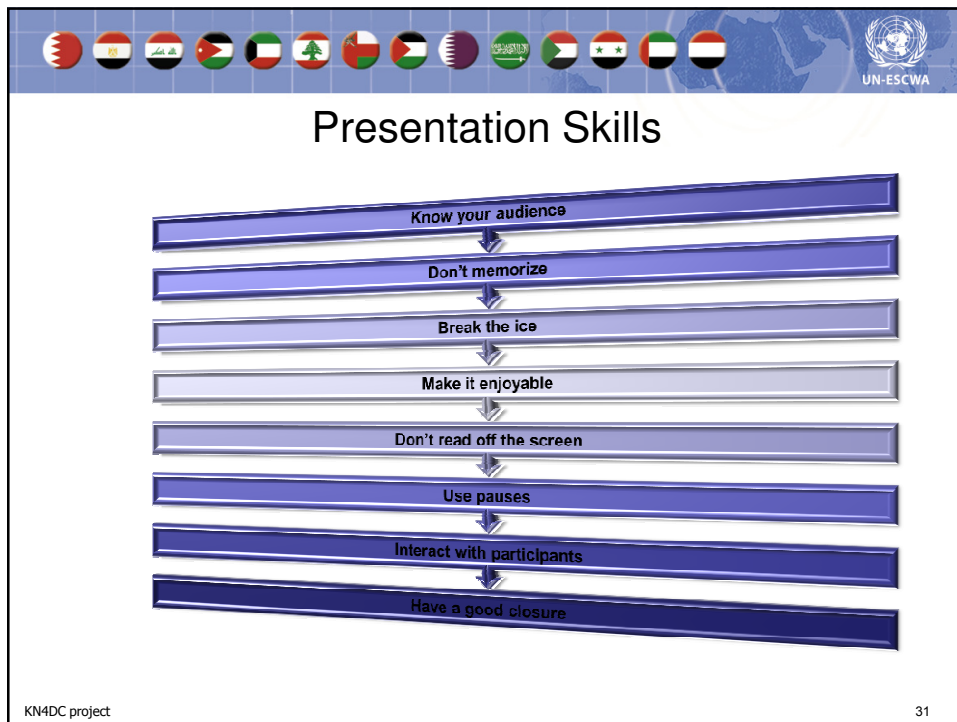 UN-ESCWA
Presentation Skills
Know your audience
Don't memorize
Break the ice
Make it enjoyable
Don't read off the screen
Use pauses
Interact with participants
Have a good closure
KN4DC project
31